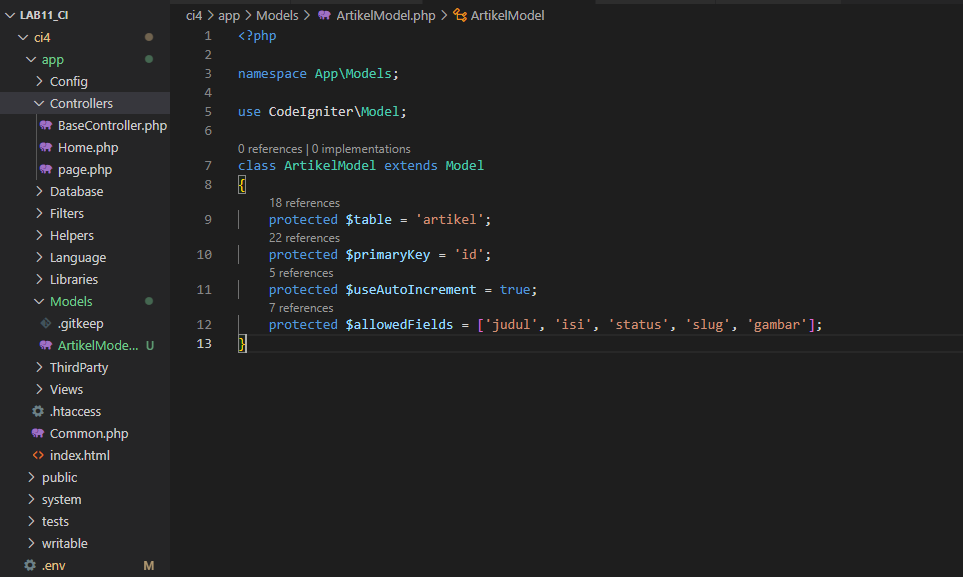 LAB11_CI
ci4
app
Config
Controllers
BaseController.php
Home.php
page.php
Database
Filters
Helpers
Language
Libraries
Models
.gitkeep
ArtikelMode... U
ThirdParty
Views
.htaccess
Common.php
index.html
public
system
tests
writable
.env M
ci4 > app > Models > ArtikelModel.php > ArtikelModel
1 <?php
2
3 namespace App\Models;
4
5 use CodeIgniter\Model;
6
0 references | 0 implementations
7 class ArtikelModel extends Model
8 {
18 references
9 protected $table = 'artikel';
22 references
10 protected $primaryKey = 'id';
5 references
11 protected $useAutoIncrement = true;
7 references
12 protected $allowedFields = ['judul', 'isi', 'status', 'slug', 'gambar'];
13 }